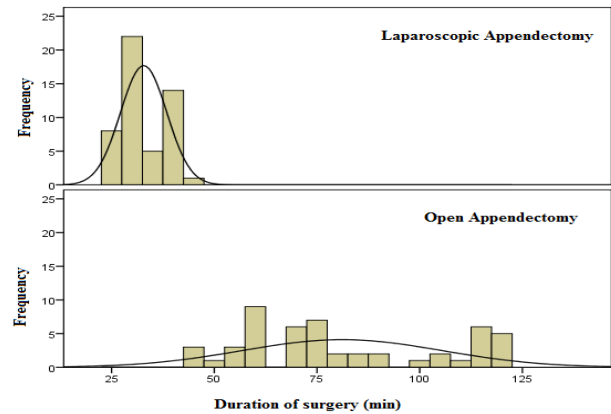 25
20
15
10
5
0
Frequency
Laparoscopic Appendectomy
25
20
15
10
5
0
Frequency
Open Appendectomy
25 50 75 100 125
Duration of surgery (min)